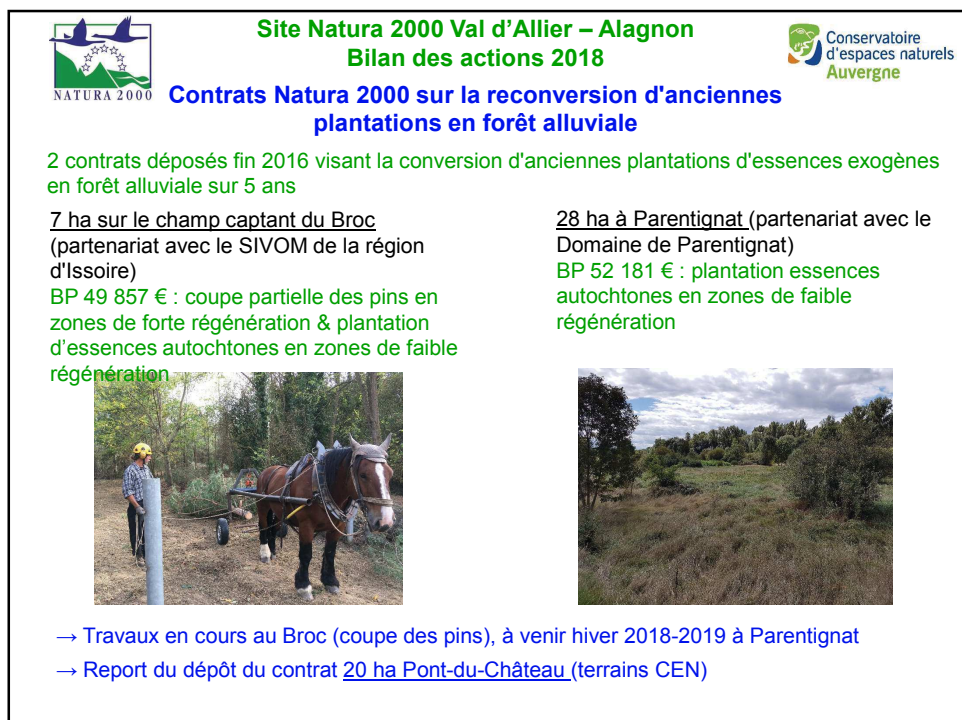 Site Natura 2000 Val d’Allier – Alagnon
Bilan des actions 2018
NATURA 2000
Conservatoire
d'espaces naturels
Auvergne
Contrats Natura 2000 sur la reconversion d'anciennes
plantations en forêt alluviale
2 contrats déposés fin 2016 visant la conversion d'anciennes plantations d'essences exogènes
en forêt alluviale sur 5 ans
7 ha sur le champ captant du Broc
(partenariat avec le SIVOM de la région
d'Issoire)
BP 49 857 € : coupe partielle des pins en
zones de forte régénération & plantation
d’essences autochtones en zones de faible
régénération
28 ha à Parentignat (partenariat avec le
Domaine de Parentignat)
BP 52 181 € : plantation essences
autochtones en zones de faible
régénération
→ Travaux en cours au Broc (coupe des pins), à venir hiver 2018-2019 à Parentignat
→ Report du dépôt du contrat 20 ha Pont-du-Château (terrains CEN)